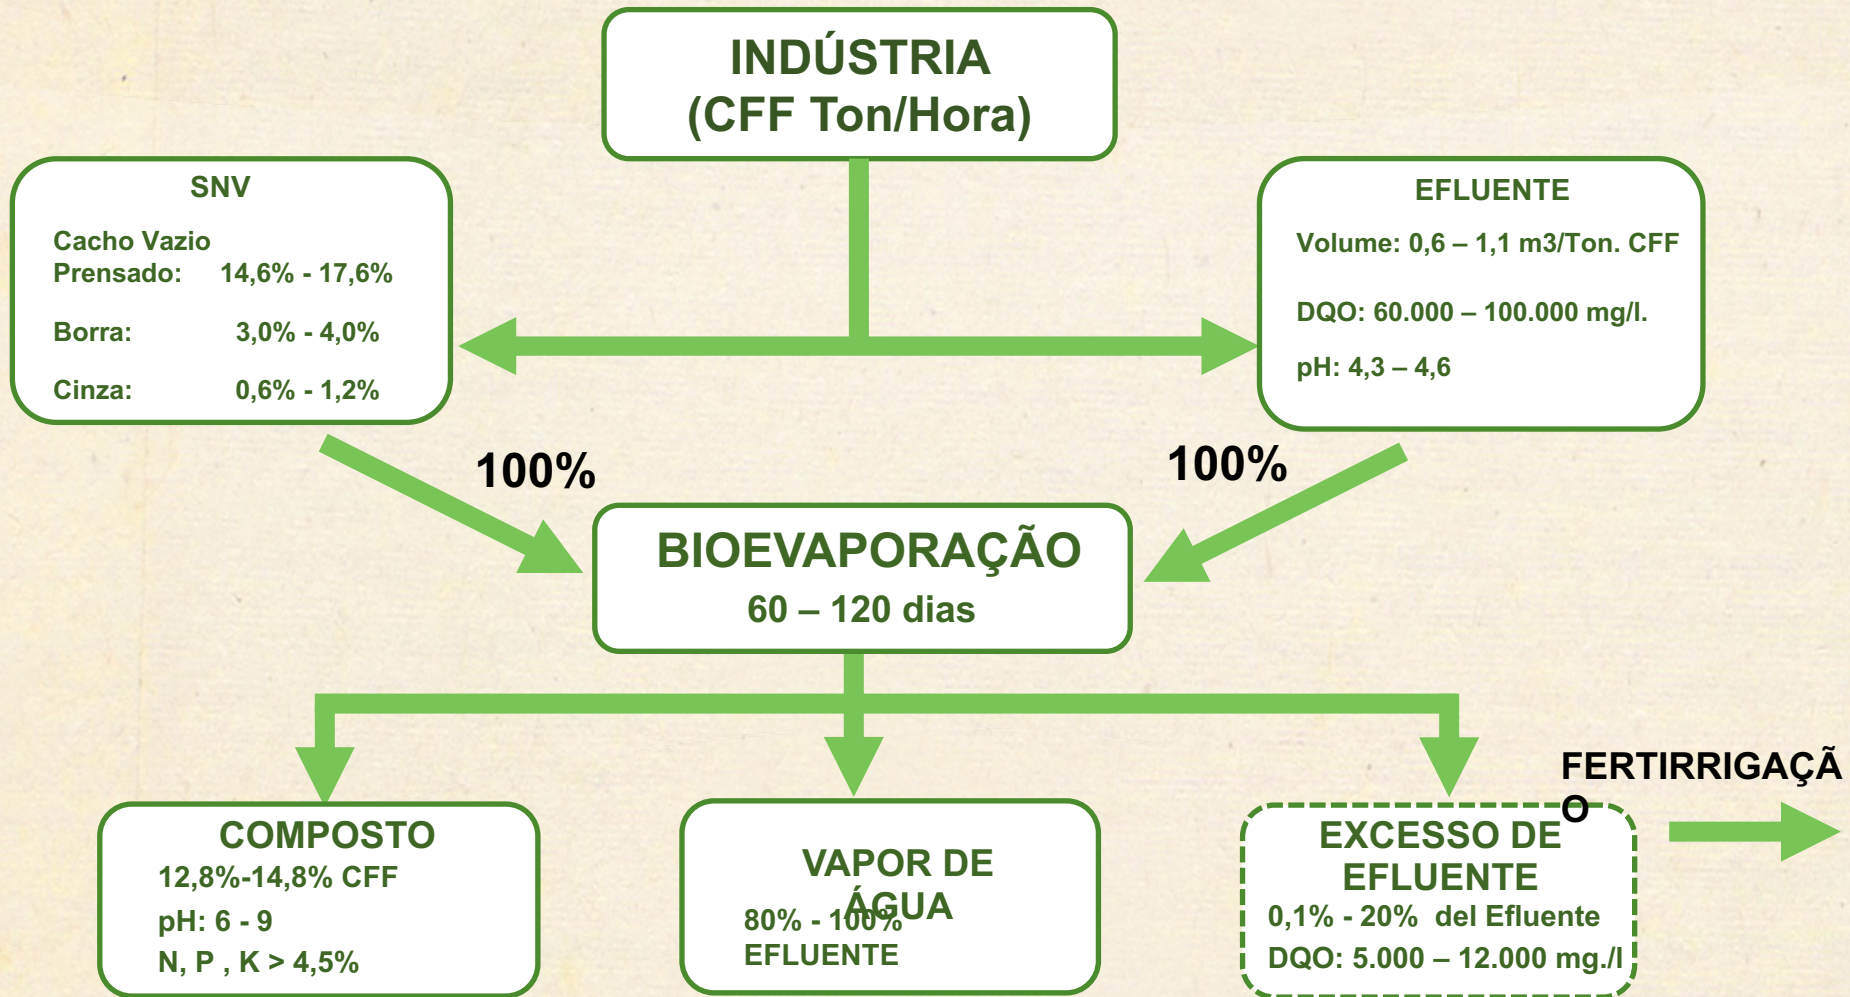 INDÚSTRIA
(CFF Ton/Hora)
SNV
Cacho Vazio
Prensado: 14,6% - 17,6%
Borra: 3,0% - 4,0%
Cinza: 0,6% - 1,2%
EFLUENTE
Volume: 0,6 – 1,1 m3/Ton. CFF
DQO: 60.000 – 100.000 mg/l.
pH: 4,3 – 4,6
100%
100%
BIOEVAPORAÇÃO
60 – 120 dias
COMPOSTO
12,8%-14,8% CFF
pH: 6 - 9
N, P , K > 4,5%
VAPOR DE
ÁGUA
80% - 100%
EFLUENTE
FERTIRRIGAÇÃ
O
EXCESSO DE
EFLUENTE
0,1% - 20% del Efluente
DQO: 5.000 – 12.000 mg./l